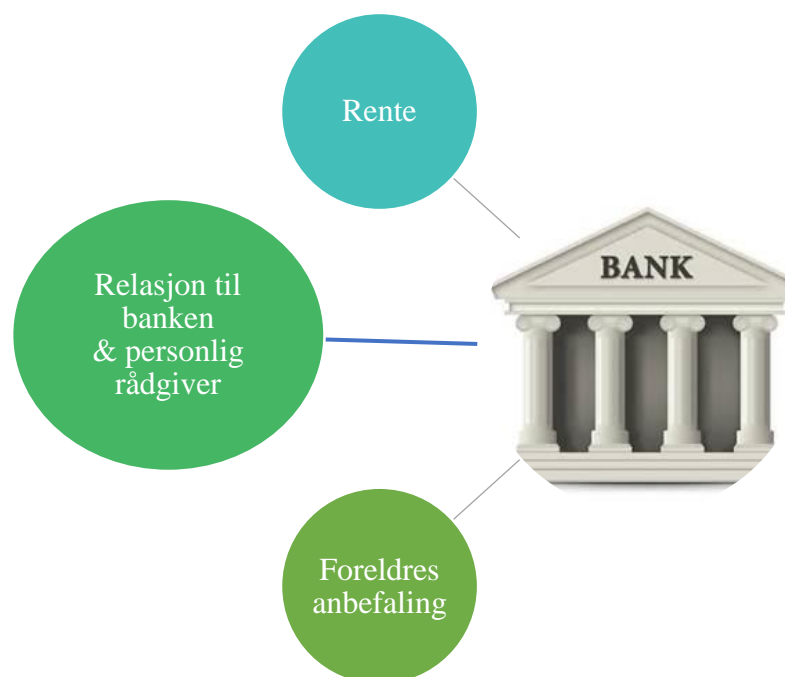 Rente
Relasjon til
banken
& personlig
rådgiver
BANK
Foreldres
anbefaling